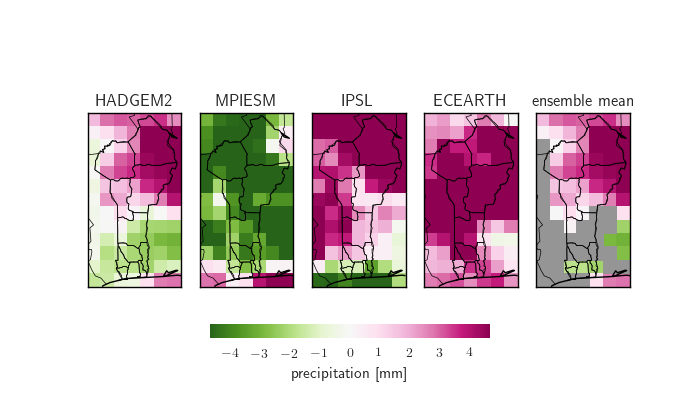 HADGEM2 MPIESM IPSL ECEARTH ensemble mean
−4 −3 −2 −1 0 1 2 3 4
precipitation [mm]